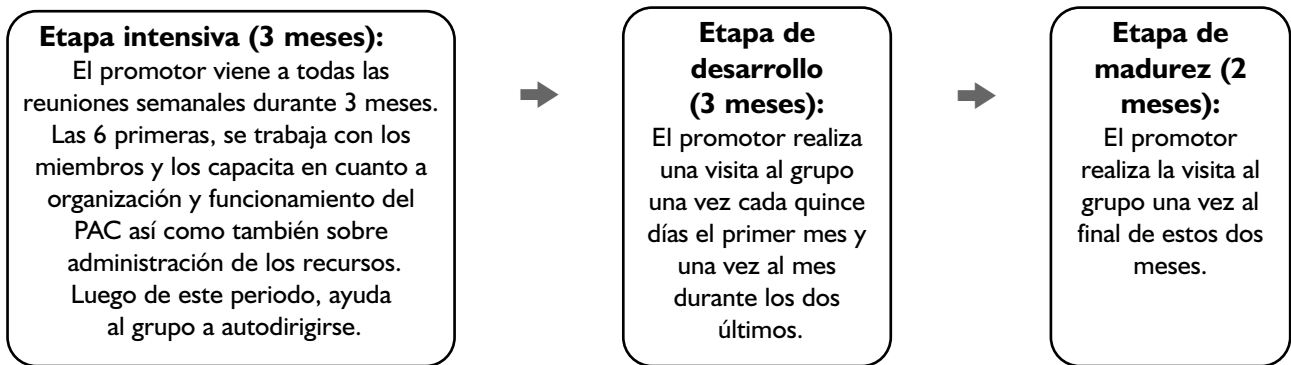 Etapa intensiva (3 meses):
El promotor viene a todas las
reuniones semanales durante 3 meses.
Las 6 primeras, se trabaja con los
miembros y los capacita en cuanto a
organización y funcionamiento del
PAC así como también sobre
administración de los recursos.
Luego de este periodo, ayuda
al grupo a autodirigirse.
Etapa de
desarrollo
(3 meses):
El promotor realiza
una visita al grupo
una vez cada quince
días el primer mes y
una vez al mes
durante los dos
últimos.
Etapa de
madurez (2
meses):
El promotor
realiza la visita al
grupo una vez al
final de estos dos
meses.